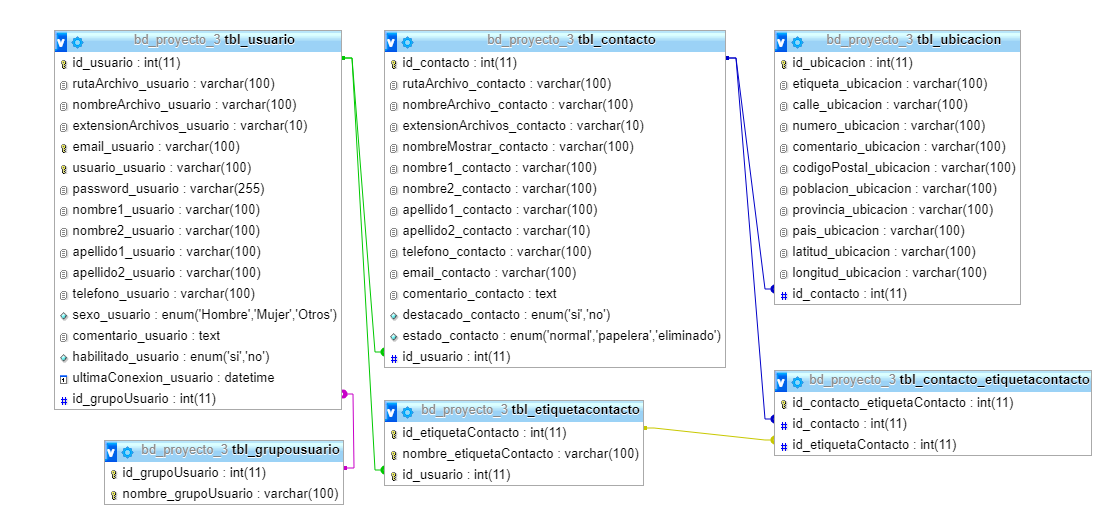 bd_proyecto_3 tbl_usuario
id_usuario : int(11)
rutaArchivo_usuario : varchar(100)
nombreArchivo_usuario : varchar(100)
extensionArchivos_usuario : varchar(10)
email_usuario : varchar(100)
usuario_usuario : varchar(100)
password_usuario : varchar(255)
nombre1_usuario : varchar(100)
nombre2_usuario : varchar(100)
apellido1_usuario : varchar(100)
apellido2_usuario : varchar(100)
telefono_usuario : varchar(100)
sexo_usuario : enum('Hombre','Mujer','Otros')
comentario_usuario : text
habilitado_usuario : enum('si','no')
ultimaConexion_usuario : datetime
id_grupoUsuario : int(11)
bd_proyecto_3 tbl_grupousuario
id_grupoUsuario : int(11)
nombre_grupoUsuario : varchar(100)
bd_proyecto_3 tbl_contacto
id_contacto : int(11)
rutaArchivo_contacto : varchar(100)
nombreArchivo_contacto : varchar(100)
extensionArchivos_contacto : varchar(10)
nombreMostrar_contacto : varchar(100)
nombre1_contacto : varchar(100)
nombre2_contacto : varchar(100)
apellido1_contacto : varchar(100)
apellido2_contacto : varchar(10)
telefono_contacto : varchar(100)
email_contacto : varchar(100)
comentario_contacto : text
destacado_contacto : enum('si','no')
estado_contacto : enum('normal','papelera','eliminado')
id_usuario : int(11)
bd_proyecto_3 tbl_etiquetacontacto
id_etiquetaContacto : int(11)
nombre_etiquetaContacto : varchar(100)
id_usuario : int(11)
bd_proyecto_3 tbl_ubicacion
id_ubicacion : int(11)
etiqueta_ubicacion : varchar(100)
calle_ubicacion : varchar(100)
numero_ubicacion : varchar(100)
comentario_ubicacion : varchar(100)
codigoPostal_ubicacion : varchar(100)
poblacion_ubicacion : varchar(100)
provincia_ubicacion : varchar(100)
pais_ubicacion : varchar(100)
latitud_ubicacion : varchar(100)
longitud_ubicacion : varchar(100)
id_contacto : int(11)
bd_proyecto_3 tbl_contacto_etiquetacontacto
id_contacto_etiquetaContacto : int(11)
id_contacto : int(11)
id_etiquetaContacto : int(11)